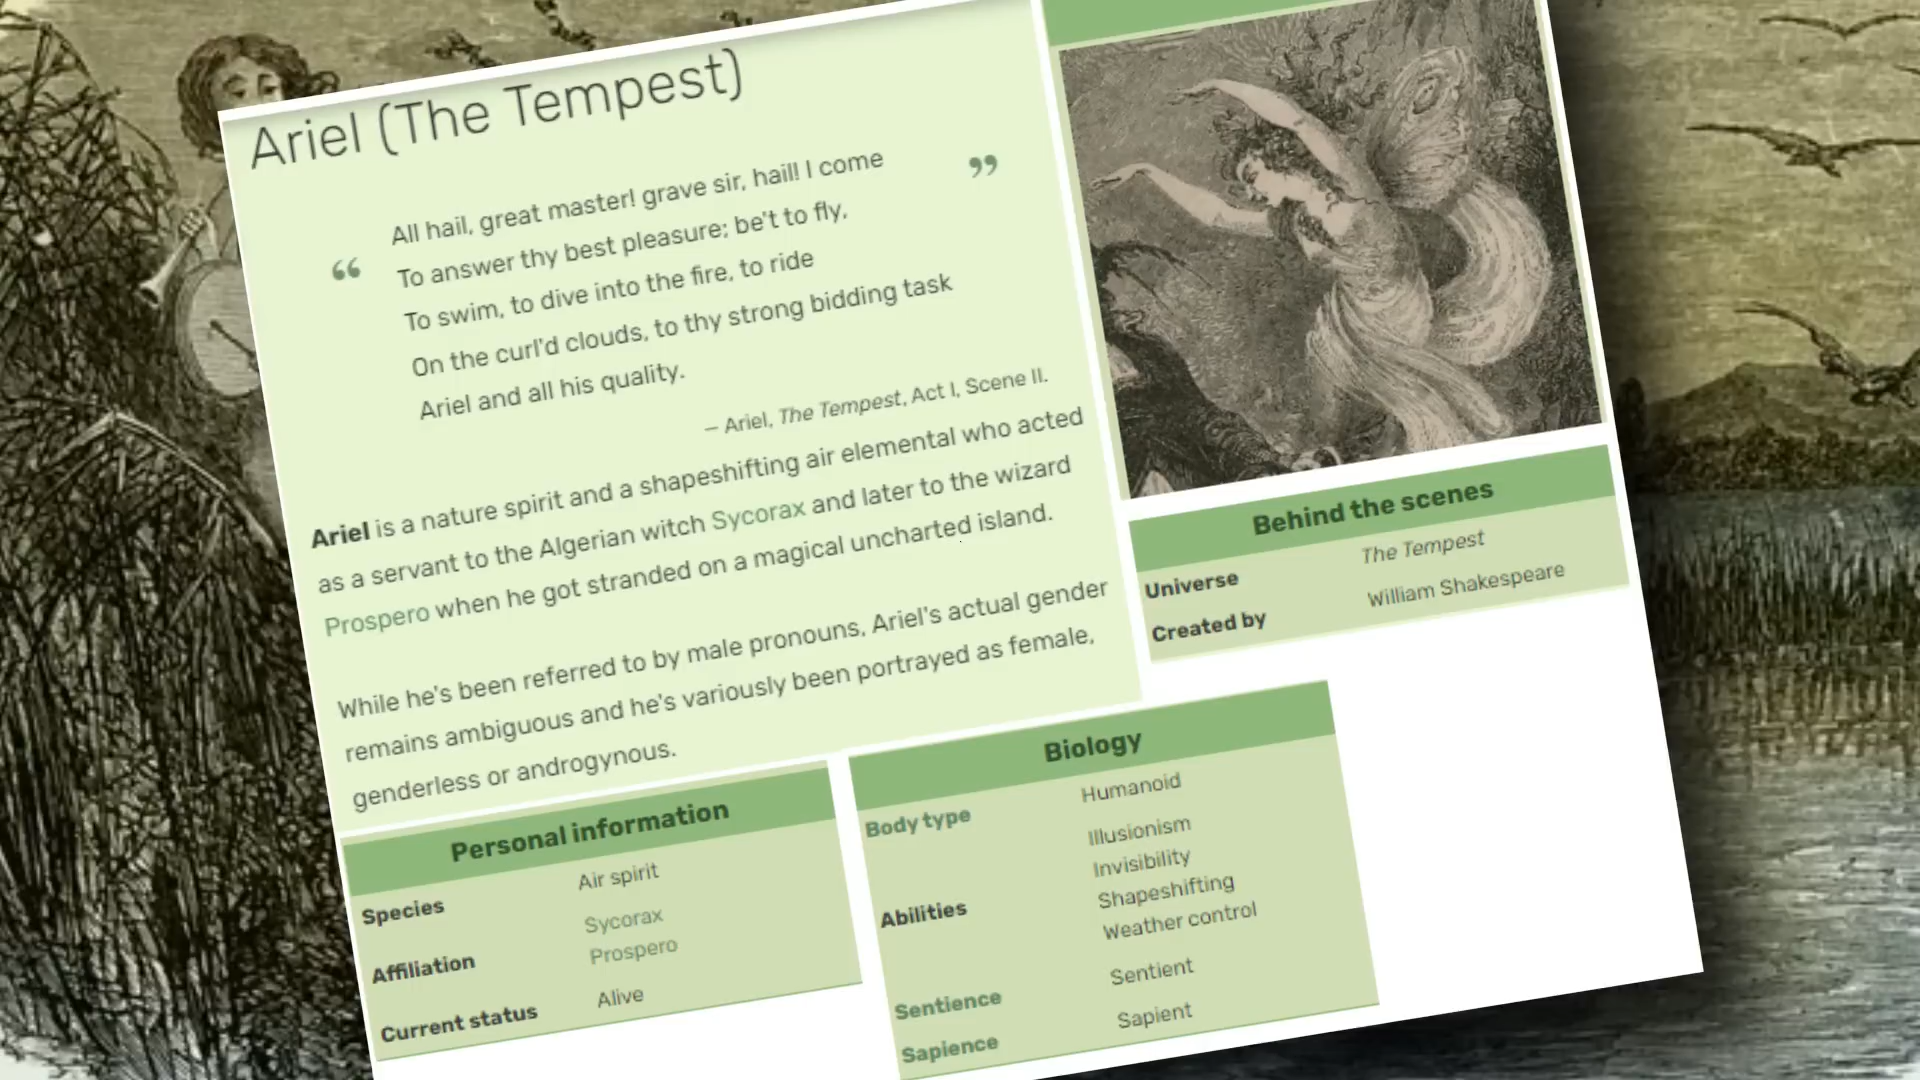 Ariel (The Tempest)
“ All hail, great master! grave sir, hail! I come ”
To answer thy best pleasure; be't to fly,
To swim, to dive into the fire, to ride
On the curl'd clouds, to thy strong bidding task
Ariel and all his quality.
– Ariel, The Tempest, Act I, Scene II.
Ariel is a nature spirit and a shapeshifting air elemental who acted
as a servant to the Algerian witch Sycorax and later to the wizard
Prospero when he got stranded on a magical uncharted island.
While he's been referred to by male pronouns, Ariel's actual gender
remains ambiguous and he's variously been portrayed as female,
genderless or androgynous.
Behind the scenes
Universe The Tempest
Created by William Shakespeare
Personal information
Species Air spirit
Affiliation Sycorax
Prospero
Current status Alive
Biology
Body type Humanoid
Abilities Illusionism
Invisibility
Shapeshifting
Weather control
Sentience Sentient
Sapience Sapient